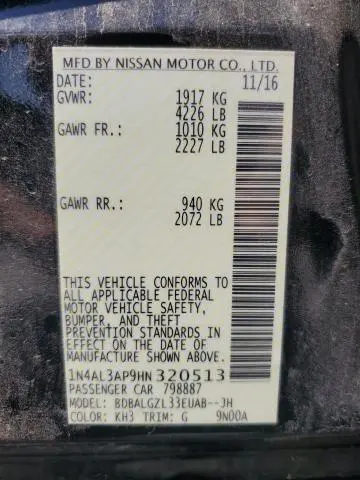 MFD BY NISSAN MOTOR CO., LTD.
DATE: 11/16
GVWR: 1917 KG
4226 LB
GAWR FR.: 1010 KG
2227 LB
GAWR RR.: 940 KG
2072 LB
THIS VEHICLE CONFORMS TO
ALL APPLICABLE FEDERAL
MOTOR VEHICLE SAFETY,
BUMPER, AND THEFT
PREVENTION STANDARDS IN
EFFECT ON THE DATE OF
MANUFACTURE SHOWN ABOVE.
1N4AL3AP9HN320513
PASSENGER CAR 798887
MODEL: BDBALGZL33EUAB--JH
COLOR: KH3 TRIM: G 9N00A